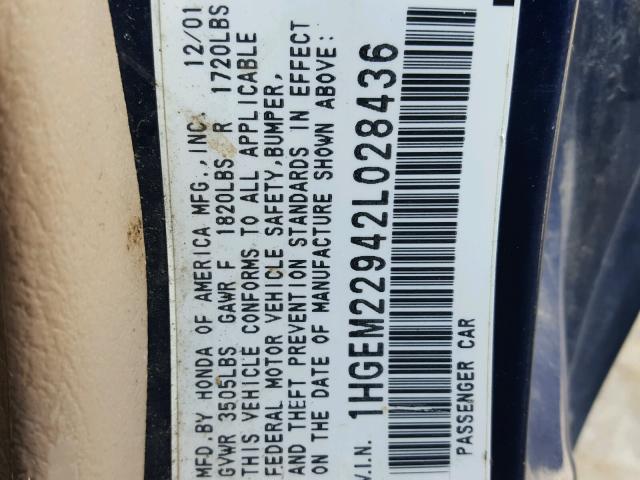 MFD.BY HONDA OF AMERICA MFG.,INC. 12/01
GVWR 3505LBS GAWR F 1820LBS R 1720LBS
THIS VEHICLE CONFORMS TO ALL APPLICABLE
FEDERAL MOTOR VEHICLE SAFETY,BUMPER,
AND THEFT PREVENTION STANDARDS IN EFFECT
ON THE DATE OF MANUFACTURE SHOWN ABOVE:
V.I.N. 1HGEM22942L028436
PASSENGER CAR